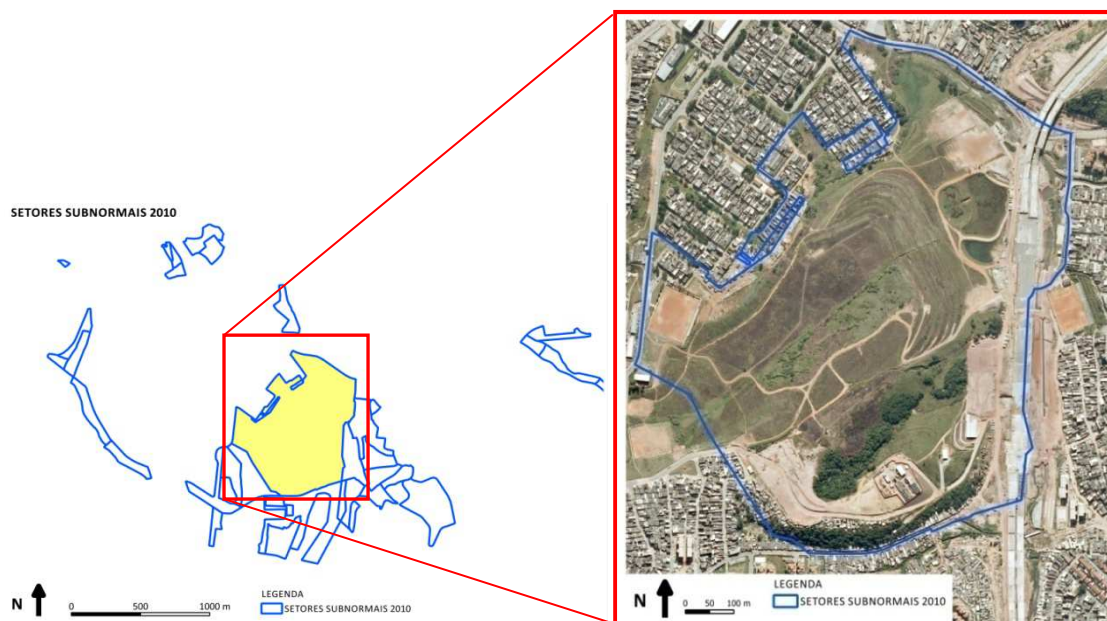 SETORES SUBNORMAIS 2010
N
0 500 1000 m
LEGENDA
SETORES SUBNORMAIS 2010
N
0 50 100 m
LEGENDA
SETORES SUBNORMAIS 2010